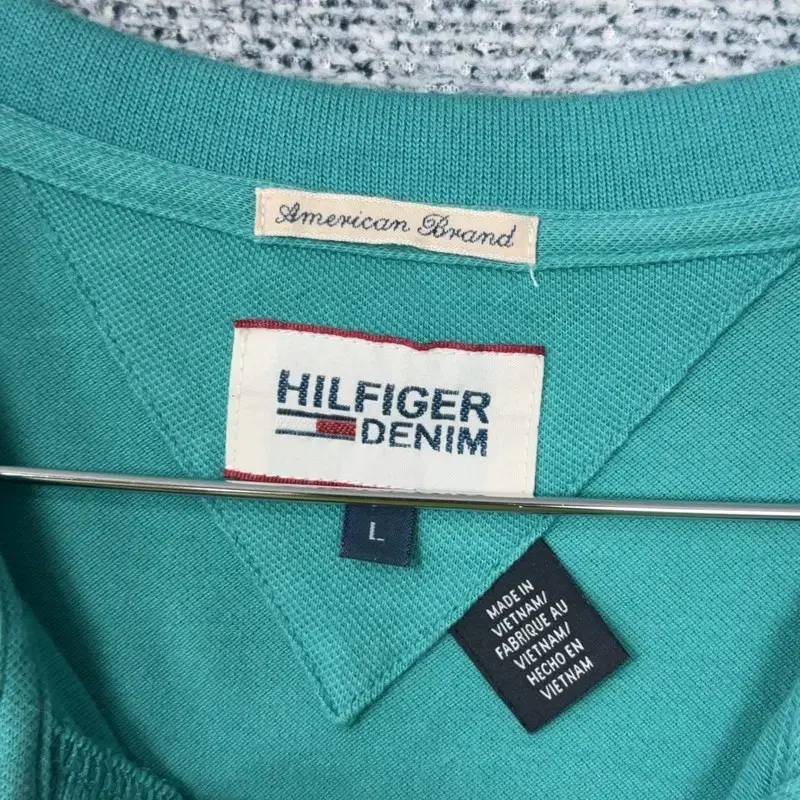 American Brand
HILFIGER
DENIM
L
MADE IN
VIETNAM/
FABRIQUE AU
VIETNAM/
HECHO EN
VIETNAM